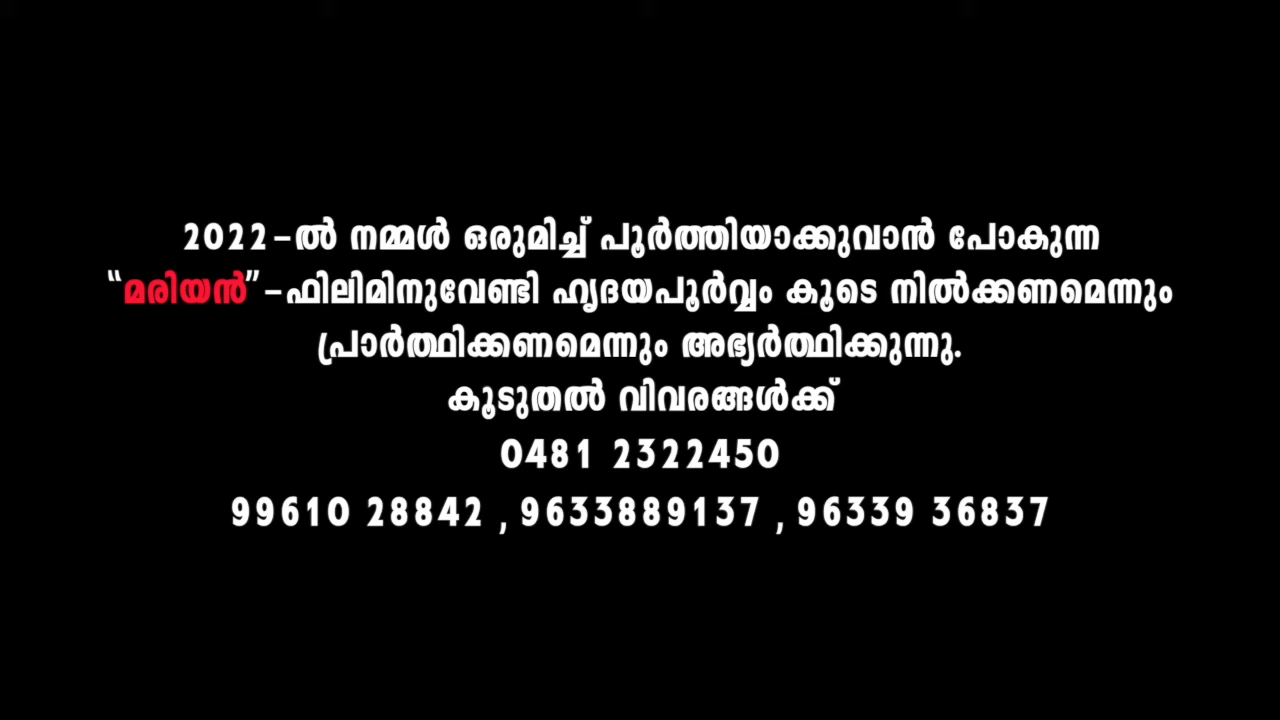 2022-ൽ നമ്മൾ ഒരുമിച്ച് പൂർത്തിയാക്കുവാൻ പോകുന്ന
“മരിയൻ”-ഫിലിമിനുവേണ്ടി ഹൃദയപൂർവ്വം കൂടെ നിൽക്കണമെന്നും
പ്രാർത്ഥിക്കണമെന്നും അഭ്യർത്ഥിക്കുന്നു.
കൂടുതൽ വിവരങ്ങൾക്ക്
0481 2322450
99610 28842 , 9633889137 , 96339 36837